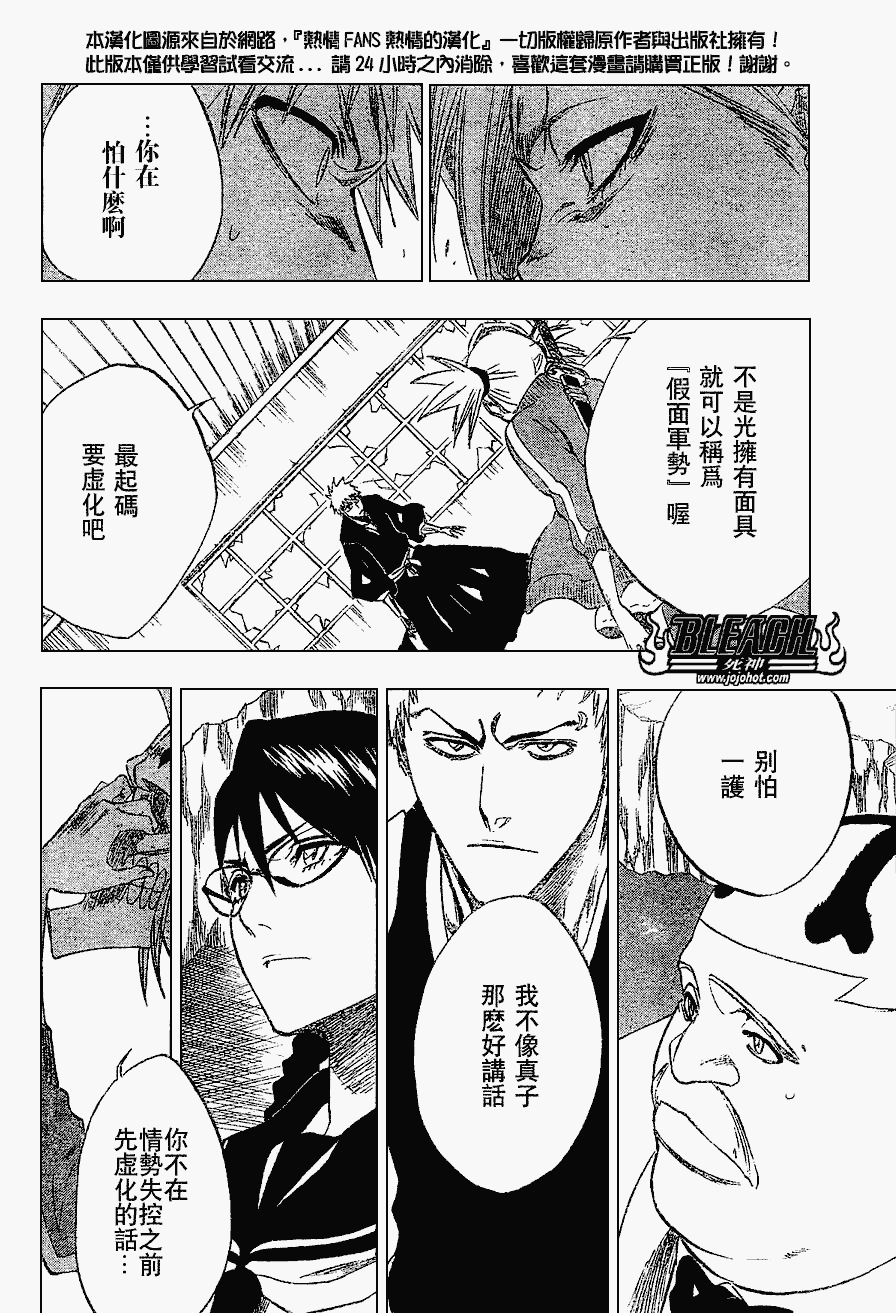 本漢化圖源來自於網路，『熱情FANS熱情的漢化』一切版權歸原作者與出版社擁有！
此版本僅供學習試看交流...請24小時之內消除，喜歡這套漫畫請購買正版！謝謝。
…你在
怕什麼啊
不是光擁有面具
就可以稱爲
『假面軍勢』喔
最起碼
要虛化吧
BLEACH
死神
www.jojohot.com
別怕
一護
我不像真子
那麼好講話
你不在
情勢失控之前
先虛化的話…